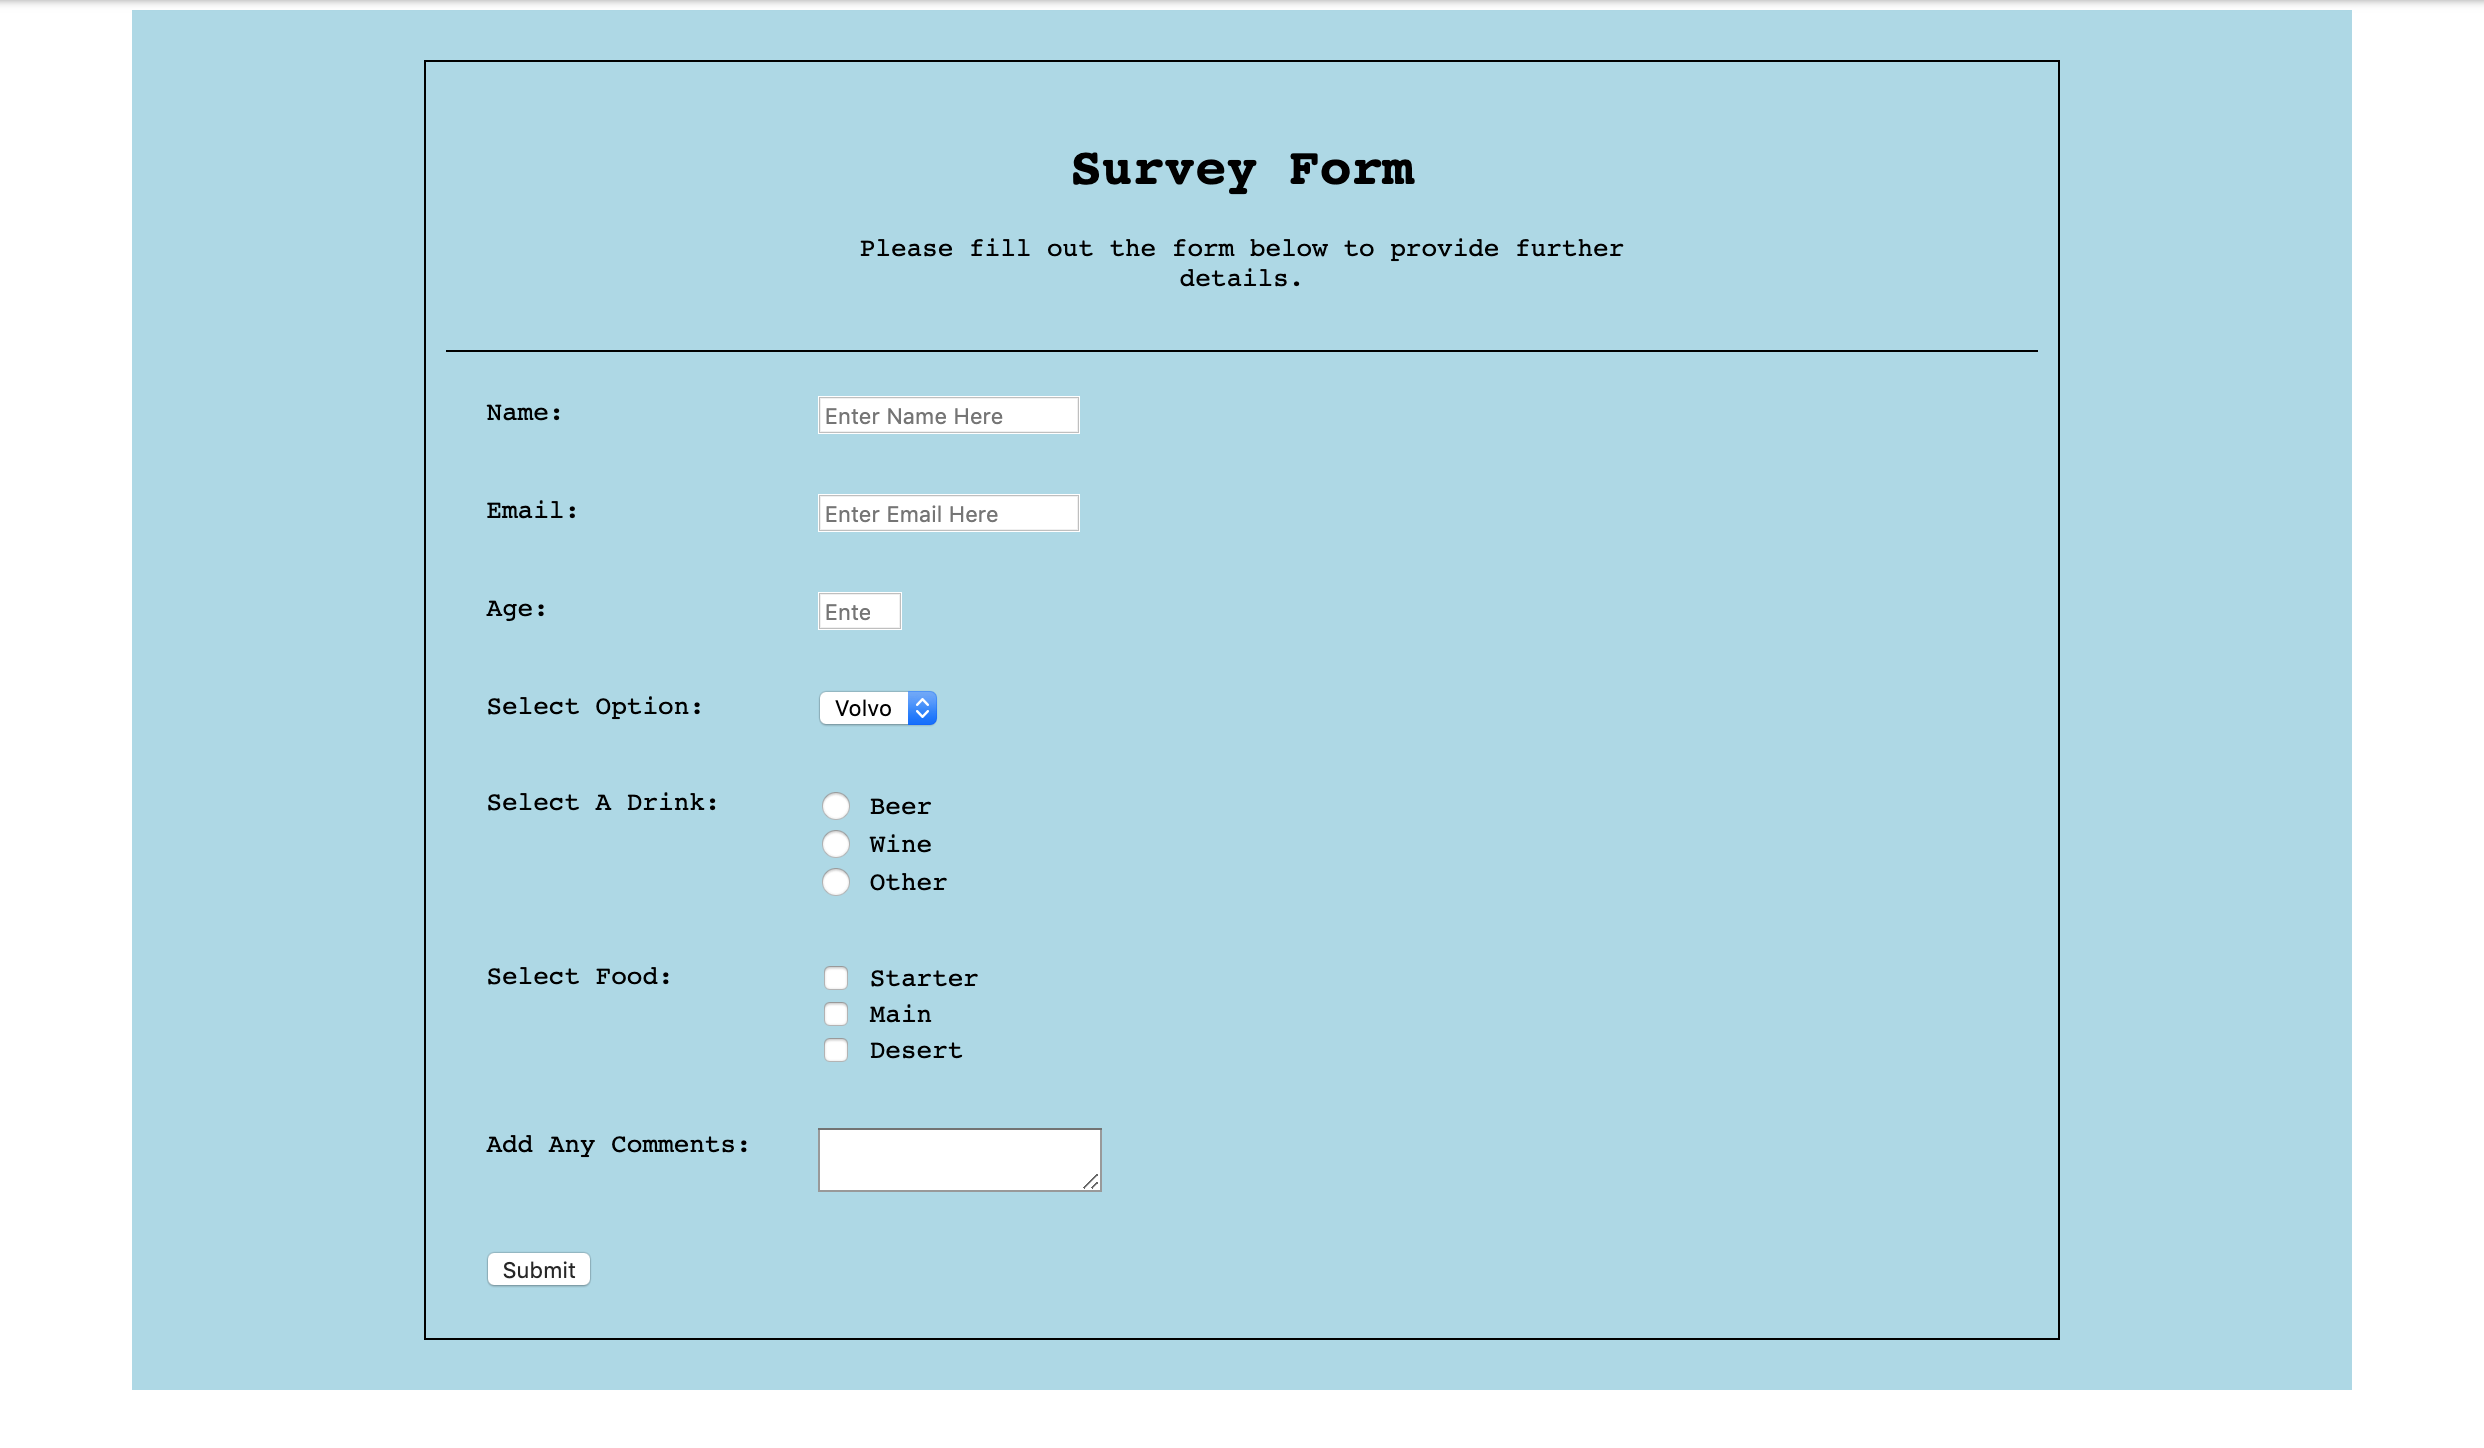 Survey Form
Please fill out the form below to provide further
details.
Name: Enter Name Here
Email: Enter Email Here
Age: Ente
Select Option: Volvo
Select A Drink: Beer
Wine
Other
Select Food: Starter
Main
Desert
Add Any Comments:
Submit